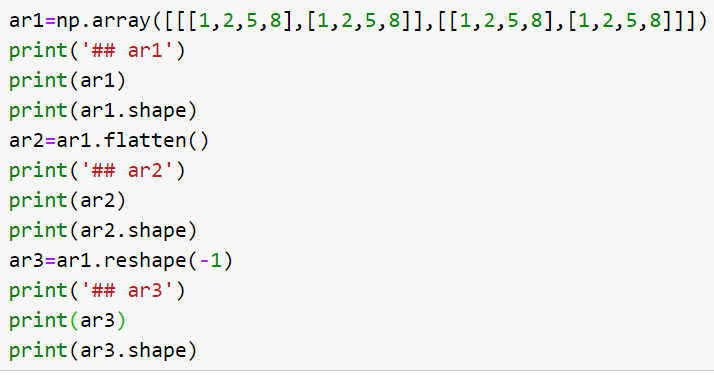 ar1=np.array([[[1,2,5,8],[1,2,5,8]],[[1,2,5,8],[1,2,5,8]]])
print('## ar1')
print(ar1)
print(ar1.shape)
ar2=ar1.flatten()
print('## ar2')
print(ar2)
print(ar2.shape)
ar3=ar1.reshape(-1)
print('## ar3')
print(ar3)
print(ar3.shape)